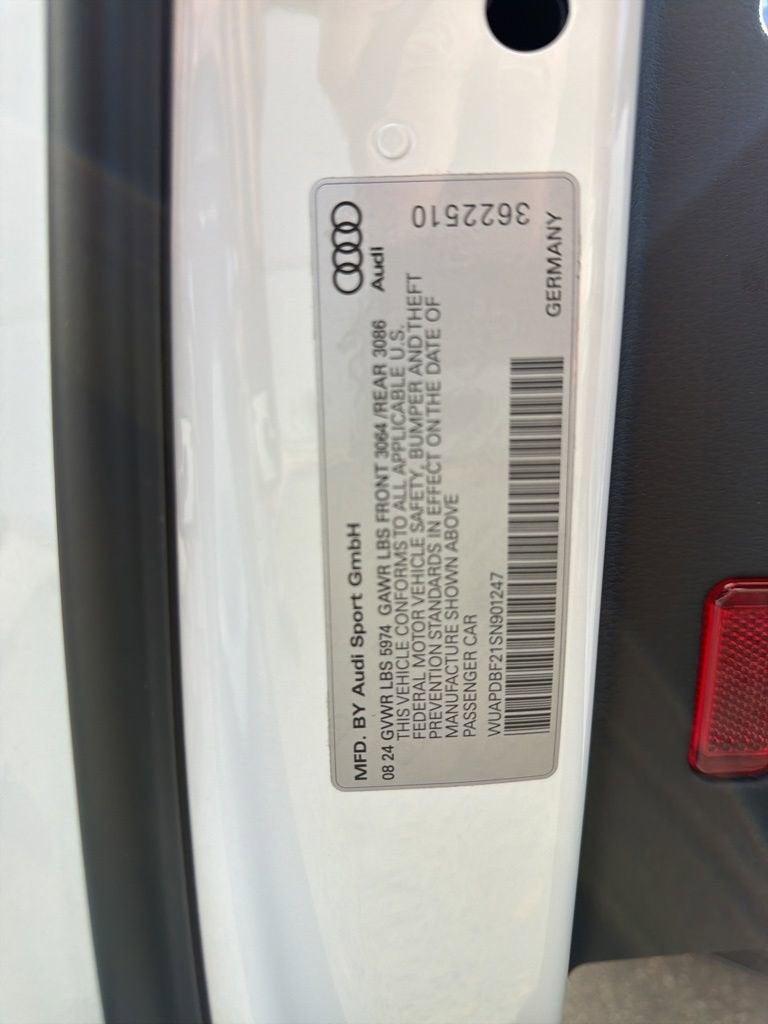 MFD. BY Audi Sport GmbH
Audi
08 24 GVWR LBS 5974 GAWR LBS FRONT 3064 /REAR 3086
THIS VEHICLE CONFORMS TO ALL APPLICABLE U.S.
FEDERAL MOTOR VEHICLE SAFETY, BUMPER AND THEFT
PREVENTION STANDARDS IN EFFECT ON THE DATE OF
MANUFACTURE SHOWN ABOVE
PASSENGER CAR
WUAPDBF21SN901247
GERMANY
3622510